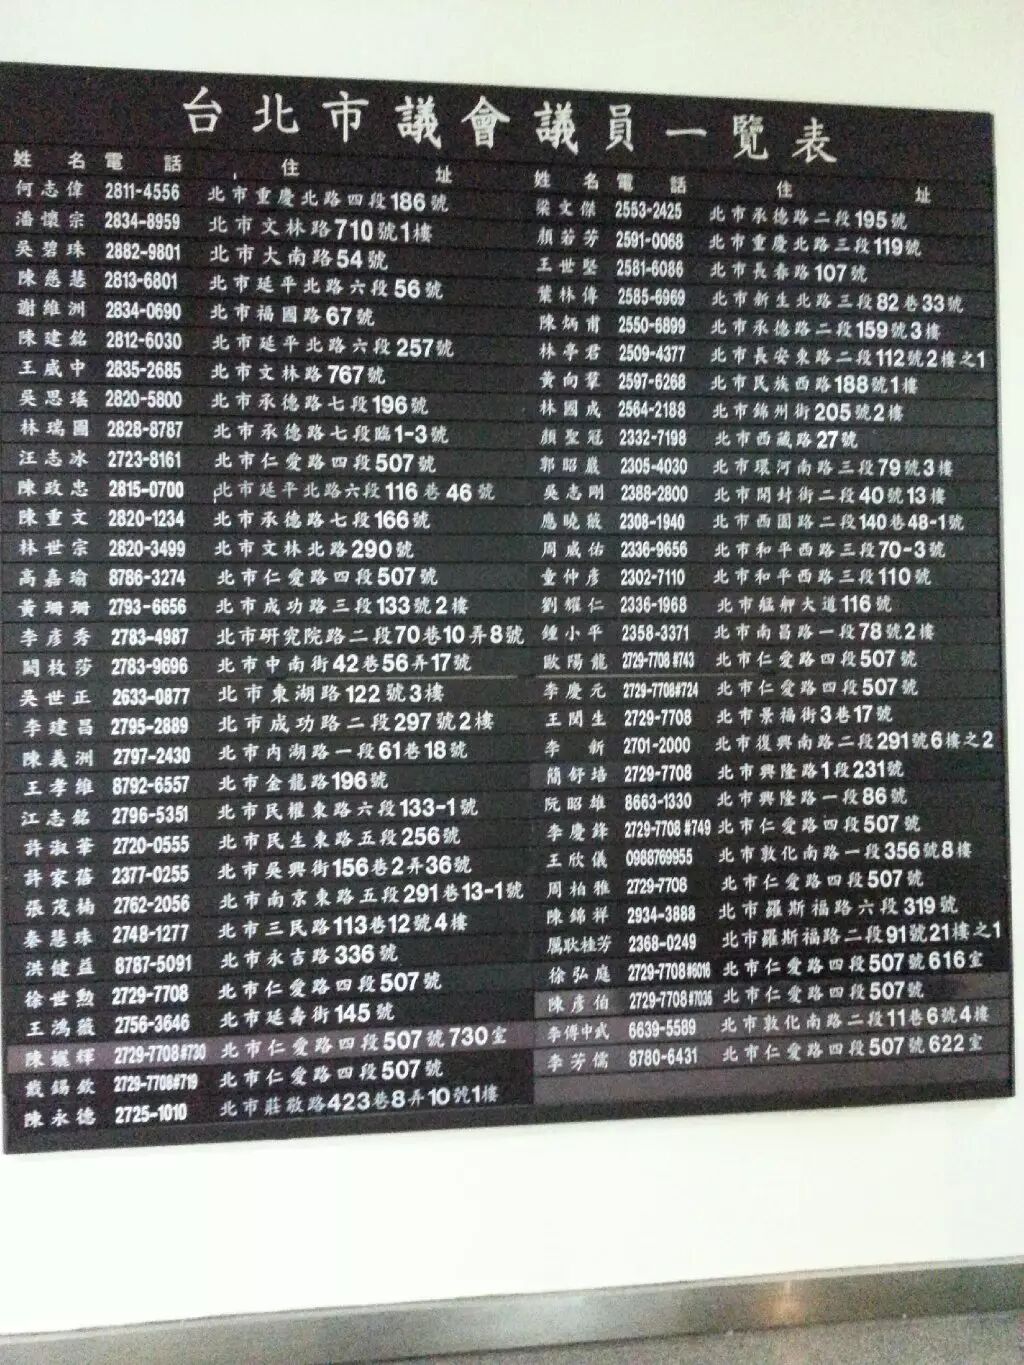 台北市議會議員一覽表
姓 名 電 話 住 址
何志偉 2811-4556 北市重慶北路四段186號
潘懷宗 2834-8959 北市文林路710號1樓
吳碧珠 2882-9801 北市大南路54號
陳慈慧 2813-6801 北市延平北路六段56號
謝維洲 2834-0690 北市福國路67號
陳建銘 2812-6030 北市延平北路六段257號
王威中 2835-2685 北市文林路767號
吳思瑤 2820-5800 北市承德路七段196號
林瑞圖 2828-8787 北市承德路七段臨1-3號
汪志冰 2723-8161 北市仁愛路四段507號
陳政忠 2815-0700 北市延平北路六段116巷46號
陳重文 2820-1234 北市承德路七段166號
林世宗 2820-3499 北市文林北路290號
高嘉瑜 8786-3274 北市仁愛路四段507號
黃珊珊 2793-6656 北市成功路三段133號2樓
李彥秀 2783-4987 北市研究院路二段70巷10弄8號
闕枚莎 2783-9696 北市中南街42巷56弄17號
吳世正 2633-0877 北市東湖路122號3樓
李建昌 2795-2889 北市成功路二段297號2樓
陳義洲 2797-2430 北市內湖路一段61巷18號
王孝維 8792-6557 北市金龍路196號
江志銘 2796-5351 北市民權東路六段133-1號
許淑華 2720-0555 北市民生東路五段256號
許家蓓 2377-0255 北市吳興街156巷2弄36號
張茂楠 2762-2056 北市南京東路五段291巷13-1號
秦慧珠 2748-1277 北市三民路113巷12號4樓
洪健益 8787-5091 北市永吉路336號
徐世勲 2729-7708 北市仁愛路四段507號
王鴻薇 2756-3646 北市延壽街145號
陳孋輝 2729-7708#730 北市仁愛路四段507號730室
戴錫欽 2729-7708#719 北市仁愛路四段507號
陳永德 2725-1010 北市莊敬路423巷8弄10號1樓
姓 名 電 話 住 址
梁文傑 2553-2425 北市承德路二段195號
顏若芳 2591-0068 北市重慶北路三段119號
王世堅 2581-6086 北市長春路107號
葉林傳 2585-6969 北市新生北路三段82巷33號
陳炳甫 2550-6899 北市承德路二段159號3樓
林亭君 2509-4377 北市長安東路二段112號2樓之1
黃向羣 2597-6268 北市民族西路188號1樓
林國成 2564-2188 北市錦州街205號2樓
顏聖冠 2332-7198 北市西藏路27號
郭昭巖 2305-4030 北市環河南路三段79號3樓
吳志剛 2388-2800 北市開封街二段40號13樓
應曉薇 2308-1940 北市西園路二段140巷48-1號
周威佑 2336-9656 北市和平西路三段70-3號
童仲彥 2302-7110 北市和平西路三段110號
劉耀仁 2336-1968 北市艋舺大道116號
鍾小平 2358-3371 北市南昌路一段78號2樓
歐陽龍 2729-7708#743 北市仁愛路四段507號
李慶元 2729-7708#724 北市仁愛路四段507號
王閔生 2729-7708 北市景福街3巷17號
李新 2701-2000 北市復興南路二段291號6樓之2
簡舒培 2729-7708 北市興隆路1段231號
阮昭雄 8663-1330 北市興隆路一段86號
李慶鋒 2729-7708#749 北市仁愛路四段507號
王欣儀 0988769955 北市敦化南路一段356號8樓
周柏雅 2729-7708 北市仁愛路四段507號
陳錦祥 2934-3888 北市羅斯福路六段319號
厲耿桂芳 2368-0249 北市羅斯福路二段91號21樓之1
徐弘庭 2729-7708#6016 北市仁愛路四段507號616室
陳彥伯 2729-7708#7036 北市仁愛路四段507號
李傅中武 6639-5589 北市敦化南路二段11巷6號4樓
李芳儒 8780-6431 北市仁愛路四段507號622室